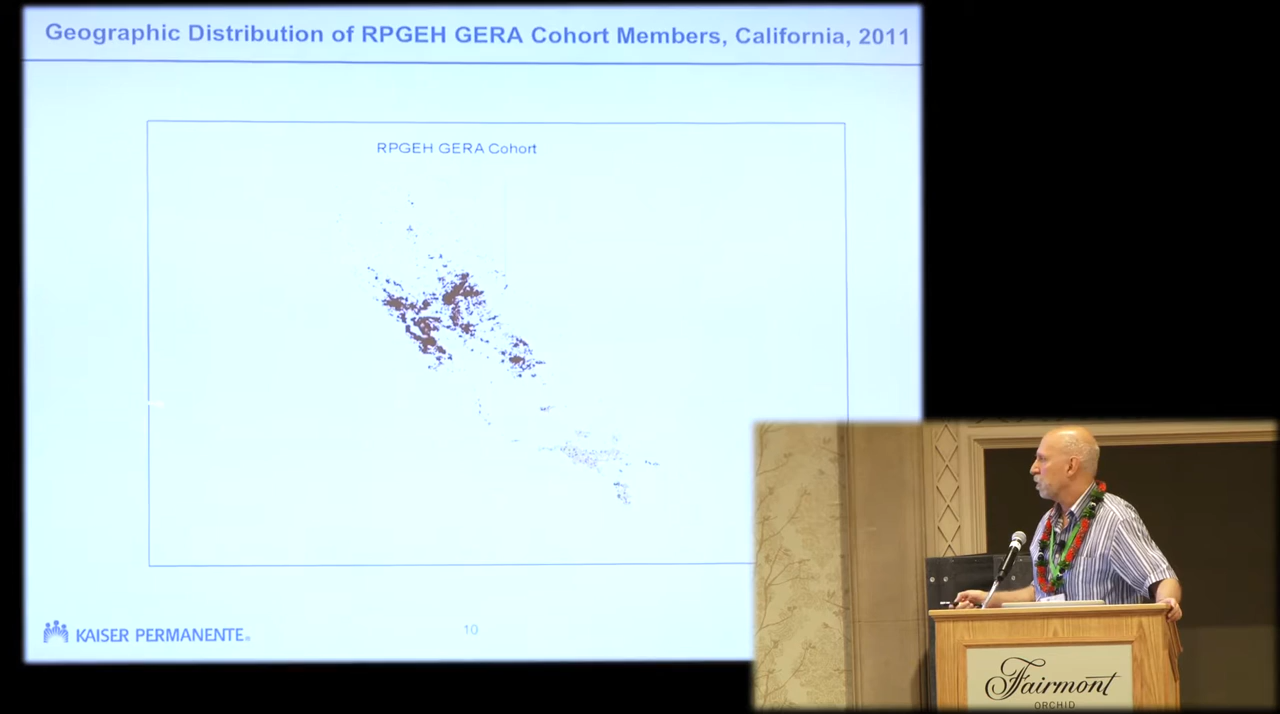 Geographic Distribution of RPGEH GERA Cohort Members, California, 2011
RPGEH GERA Cohort
KAISER PERMANENTE®
10
Fairmont
ORCHID